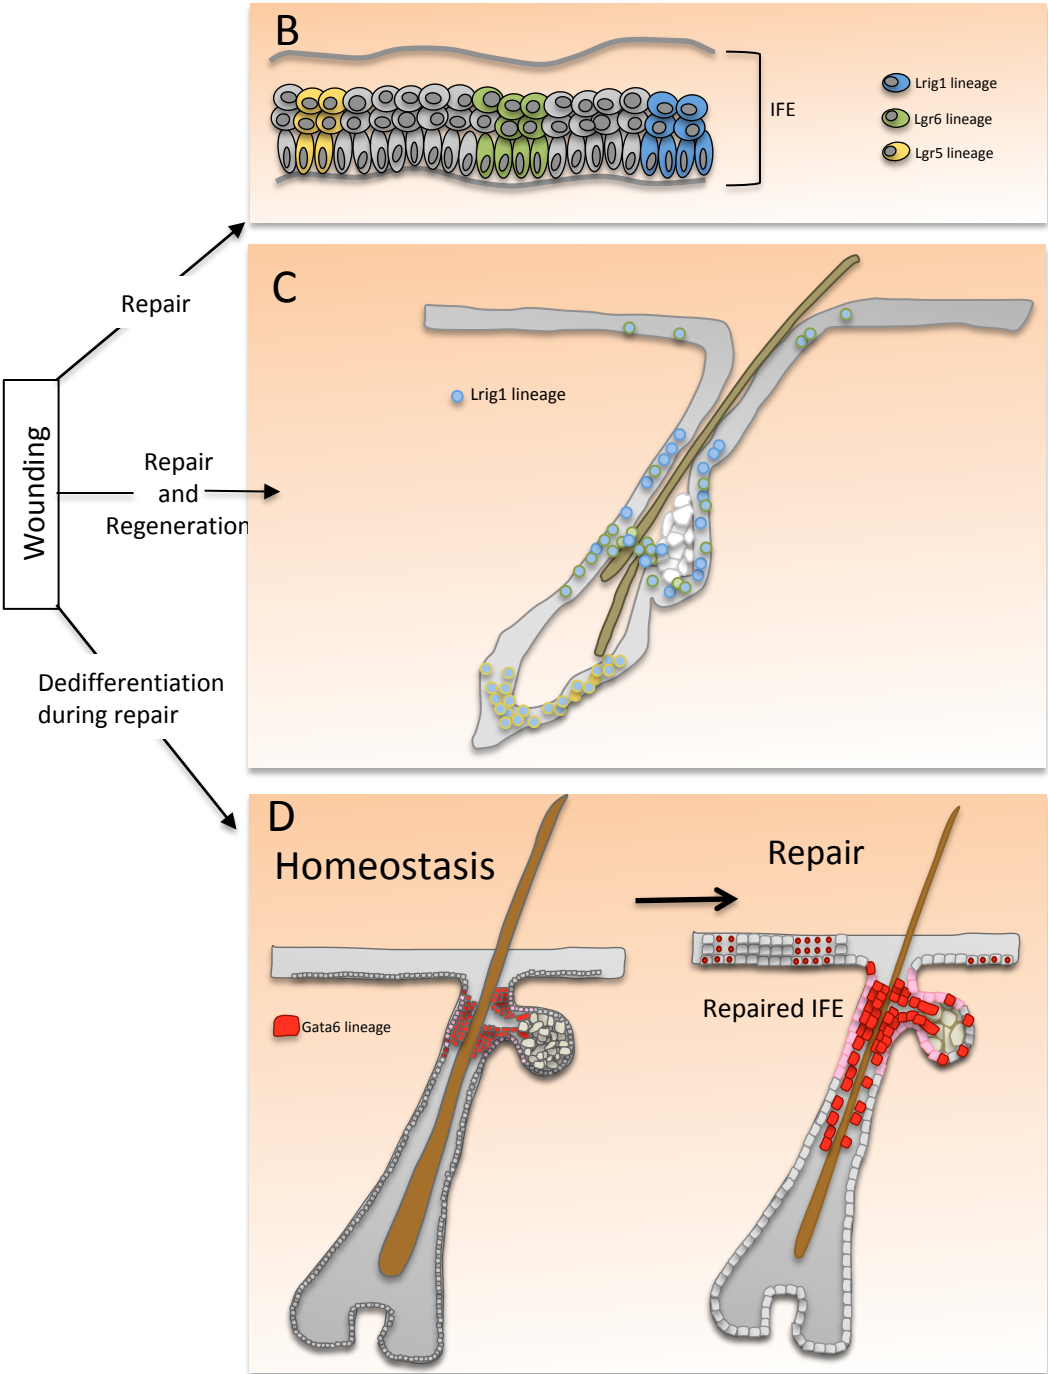 B
IFE
Lrig1 lineage
Lgr6 lineage
Lgr5 lineage
Repair
C
Lrig1 lineage
Wounding
Repair
and
Regeneration
Dedifferentiation
during repair
D
Homeostasis
Repair
Gata6 lineage
Repaired IFE